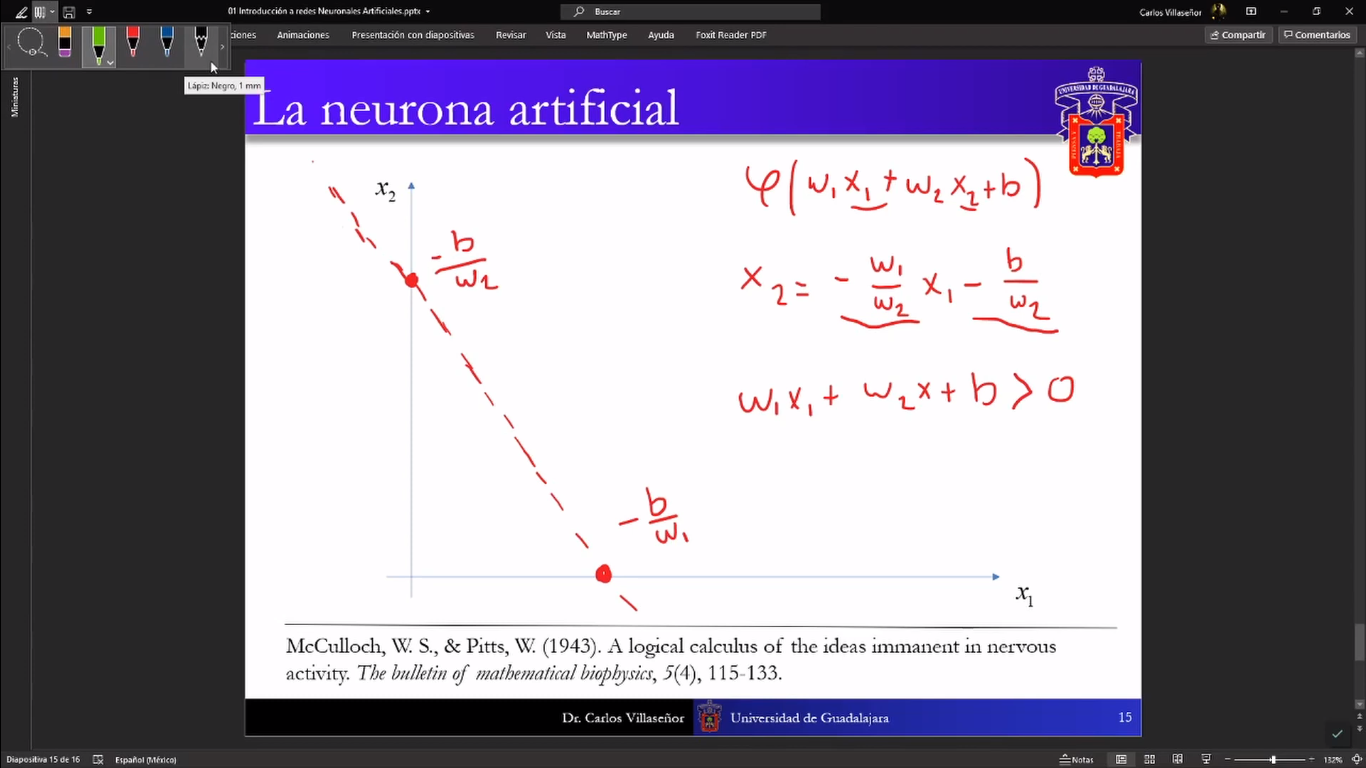 01 Introducción a redes Neuronales Artificiales.pptx
Buscar
Carlos Villaseñor
ciones Animaciones Presentación con diapositivas Revisar Vista MathType Ayuda Foxit Reader PDF
Compartir Comentarios
Lápiz: Negro, 1 mm
Miniaturas
La neurona artificial
UNIVERSIDAD DE GUADALAJARA
x₂
φ(w₁x₁ + w₂x₂ + b)
-b/w₂
x₂ = -w₁/w₂ x₁ - b/w₂
w₁x₁ + w₂x + b > 0
-b/w₁
x₁
McCulloch, W. S., & Pitts, W. (1943). A logical calculus of the ideas immanent in nervous
activity. The bulletin of mathematical biophysics, 5(4), 115-133.
Dr. Carlos Villaseñor Universidad de Guadalajara 15
Diapositiva 15 de 16 Español (México) Notas 132%